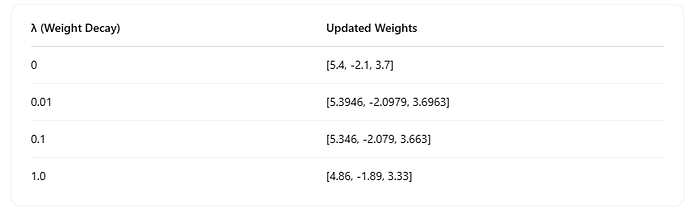 λ (Weight Decay) Updated Weights
0 [5.4, -2.1, 3.7]
0.01 [5.3946, -2.0979, 3.6963]
0.1 [5.346, -2.079, 3.663]
1.0 [4.86, -1.89, 3.33]